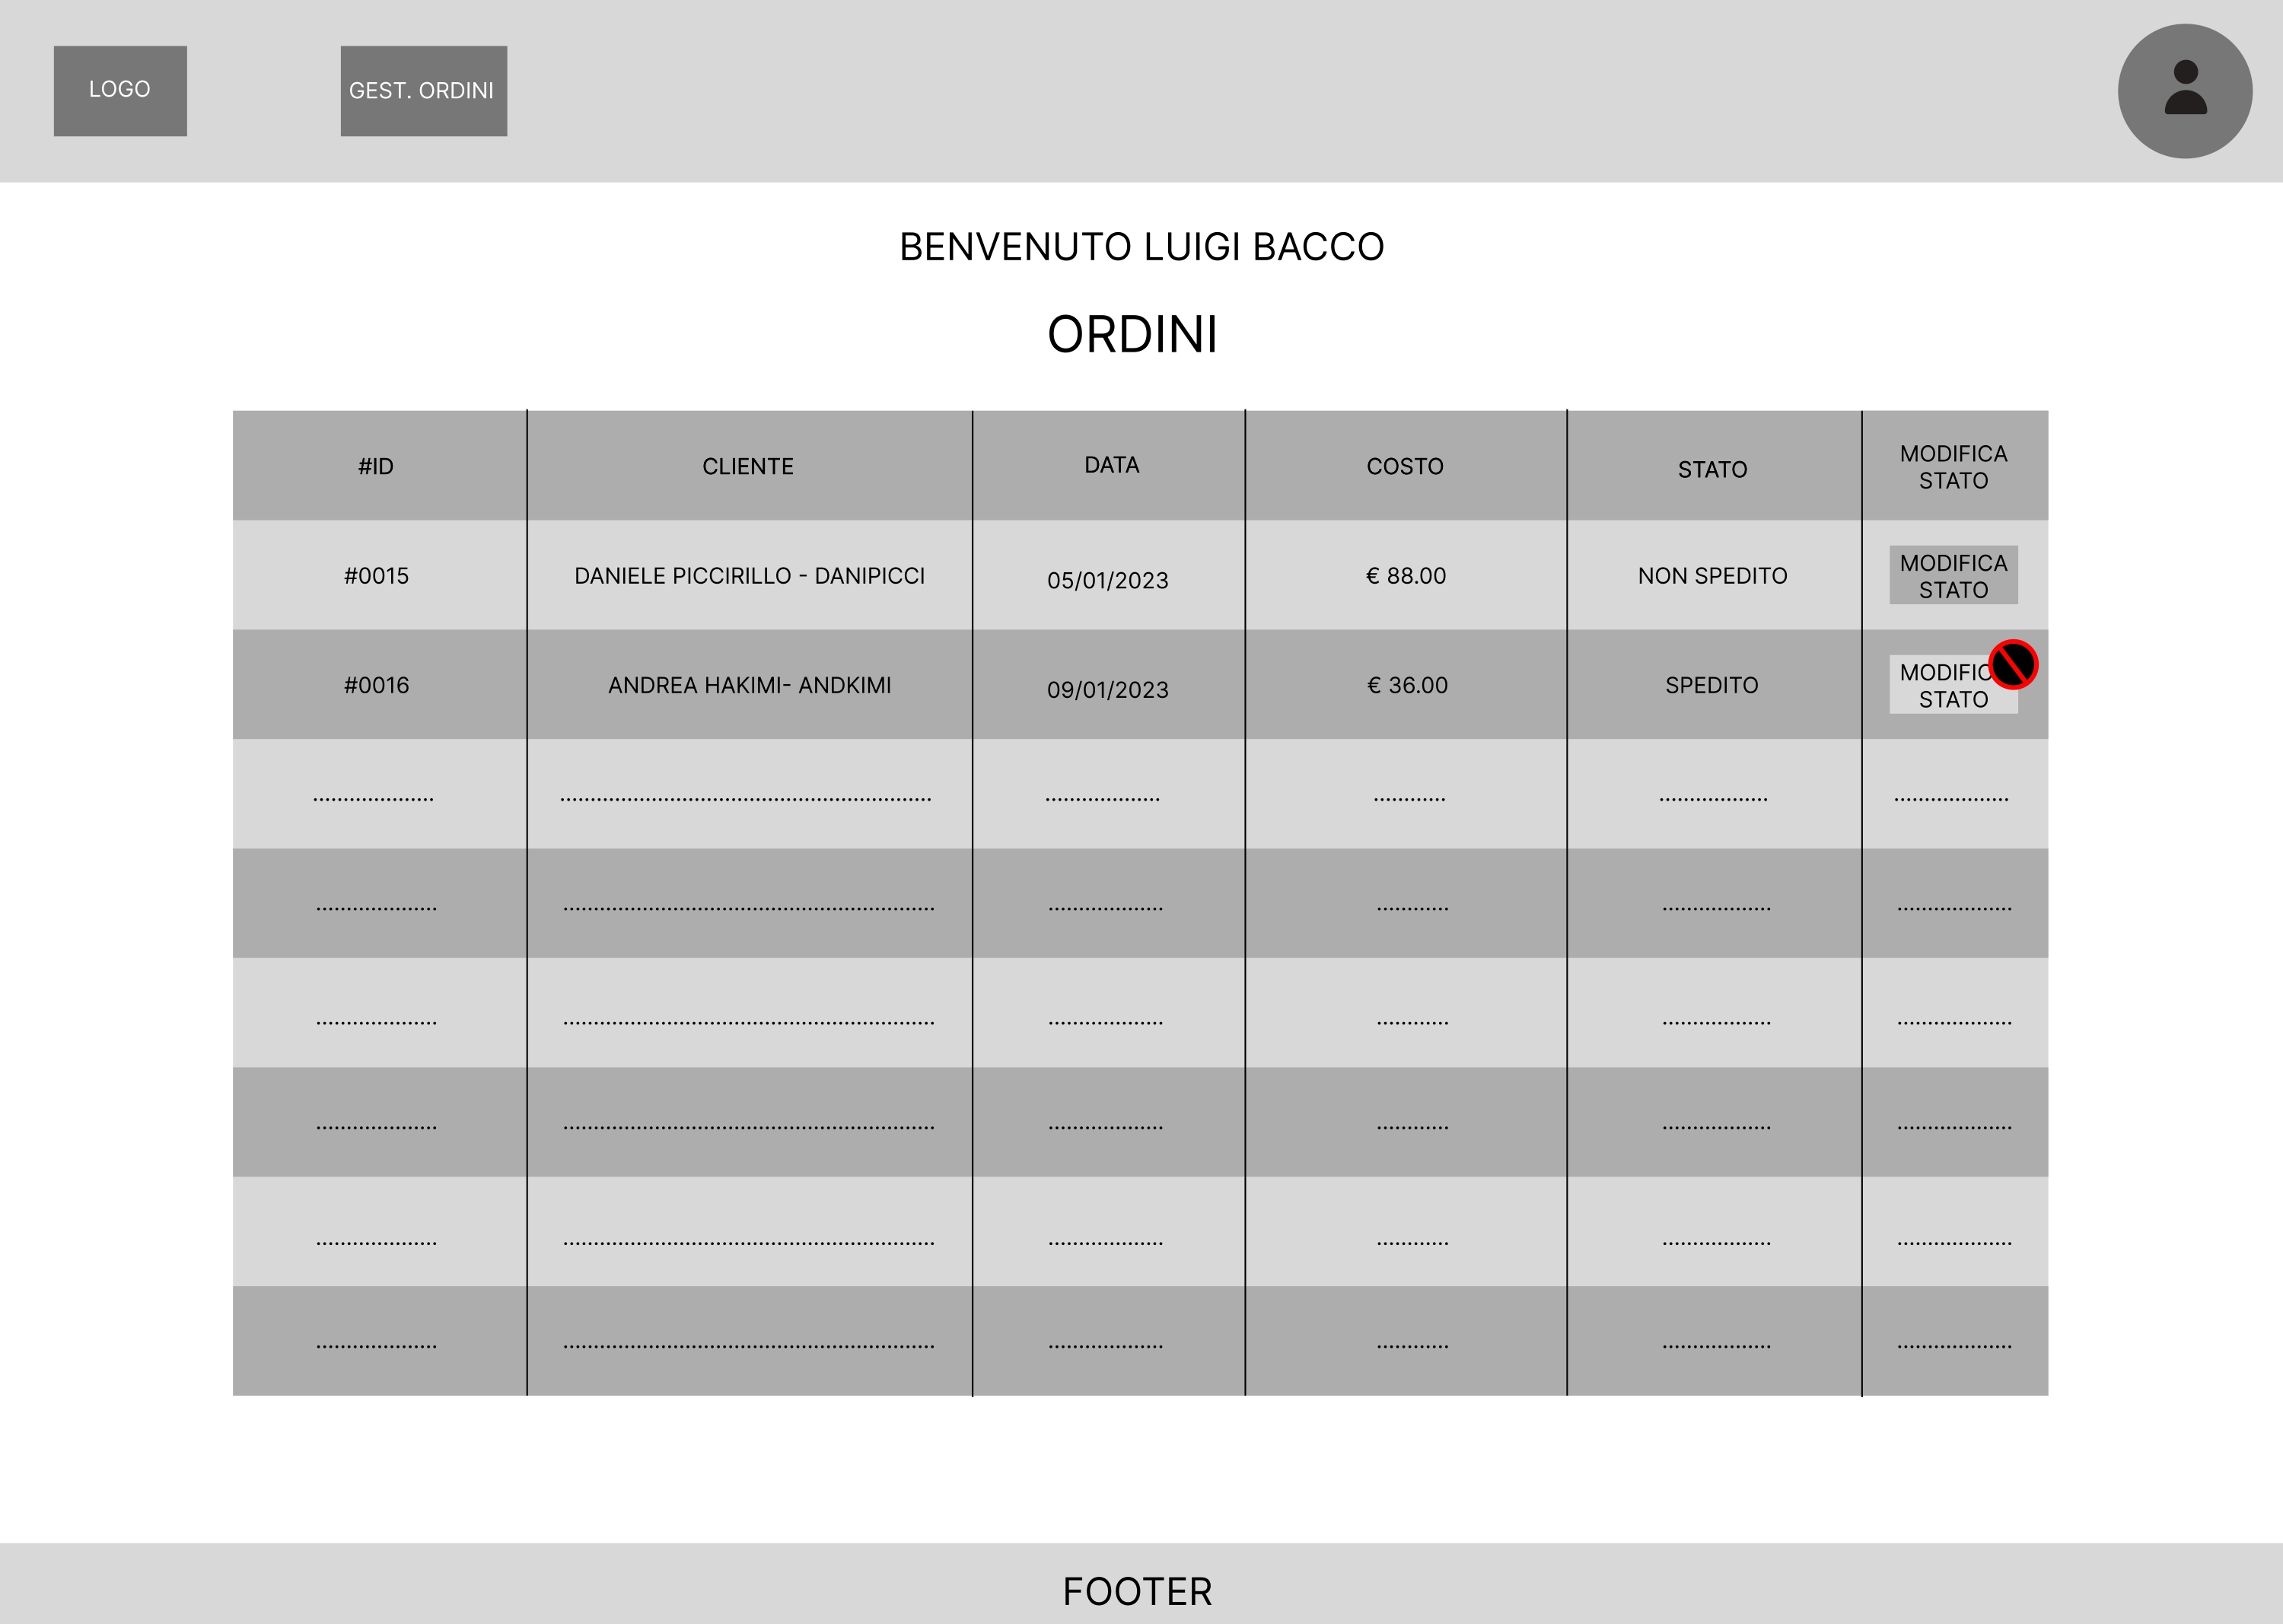 LOGO
GEST. ORDINI
BENVENUTO LUIGI BACCO
ORDINI
#ID CLIENTE DATA COSTO STATO MODIFICA STATO
#0015 DANIELE PICCIRILLO - DANIPICCI 05/01/2023 € 88.00 NON SPEDITO MODIFICA STATO
#0016 ANDREA HAKIMI- ANDKIMI 09/01/2023 € 36.00 SPEDITO STATO
FOOTER